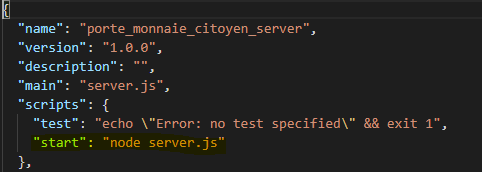 {
"name": "porte_monnaie_citoyen_server",
"version": "1.0.0",
"description": "",
"main": "server.js",
"scripts": {
"test": "echo \"Error: no test specified\" && exit 1",
"start": "node server.js"
},